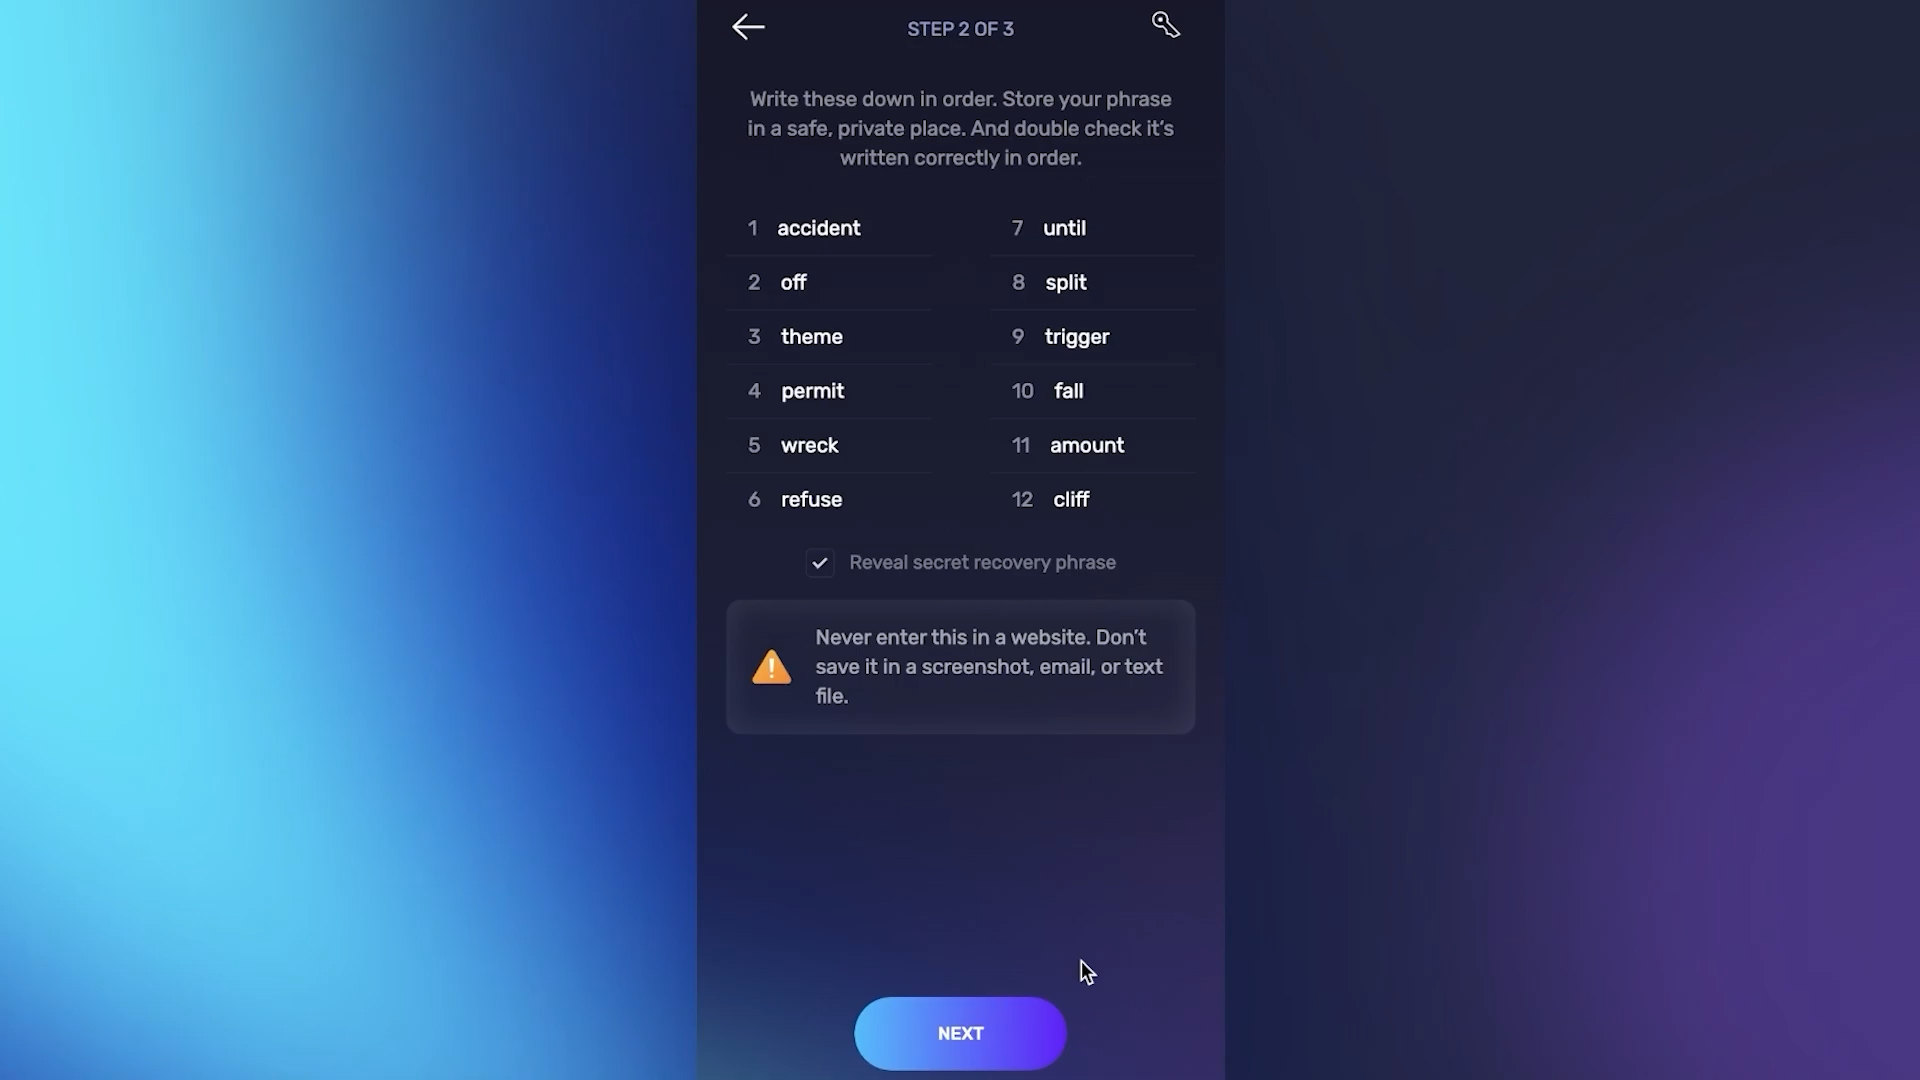 STEP 2 OF 3
Write these down in order. Store your phrase
in a safe, private place. And double check it’s
written correctly in order.
1 accident
2 off
3 theme
4 permit
5 wreck
6 refuse
7 until
8 split
9 trigger
10 fall
11 amount
12 cliff
Reveal secret recovery phrase
Never enter this in a website. Don’t
save it in a screenshot, email, or text
file.
NEXT